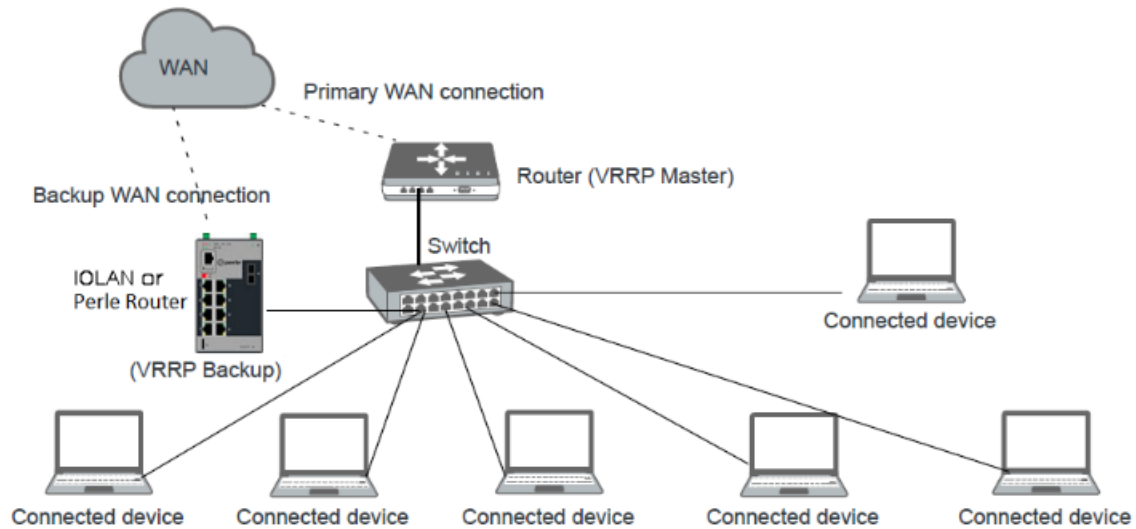 WAN
Primary WAN connection
Router (VRRP Master)
Backup WAN connection
Switch
IOLAN or
Perle Router
(VRRP Backup)
Connected device
Connected device
Connected device
Connected device
Connected device
Connected device